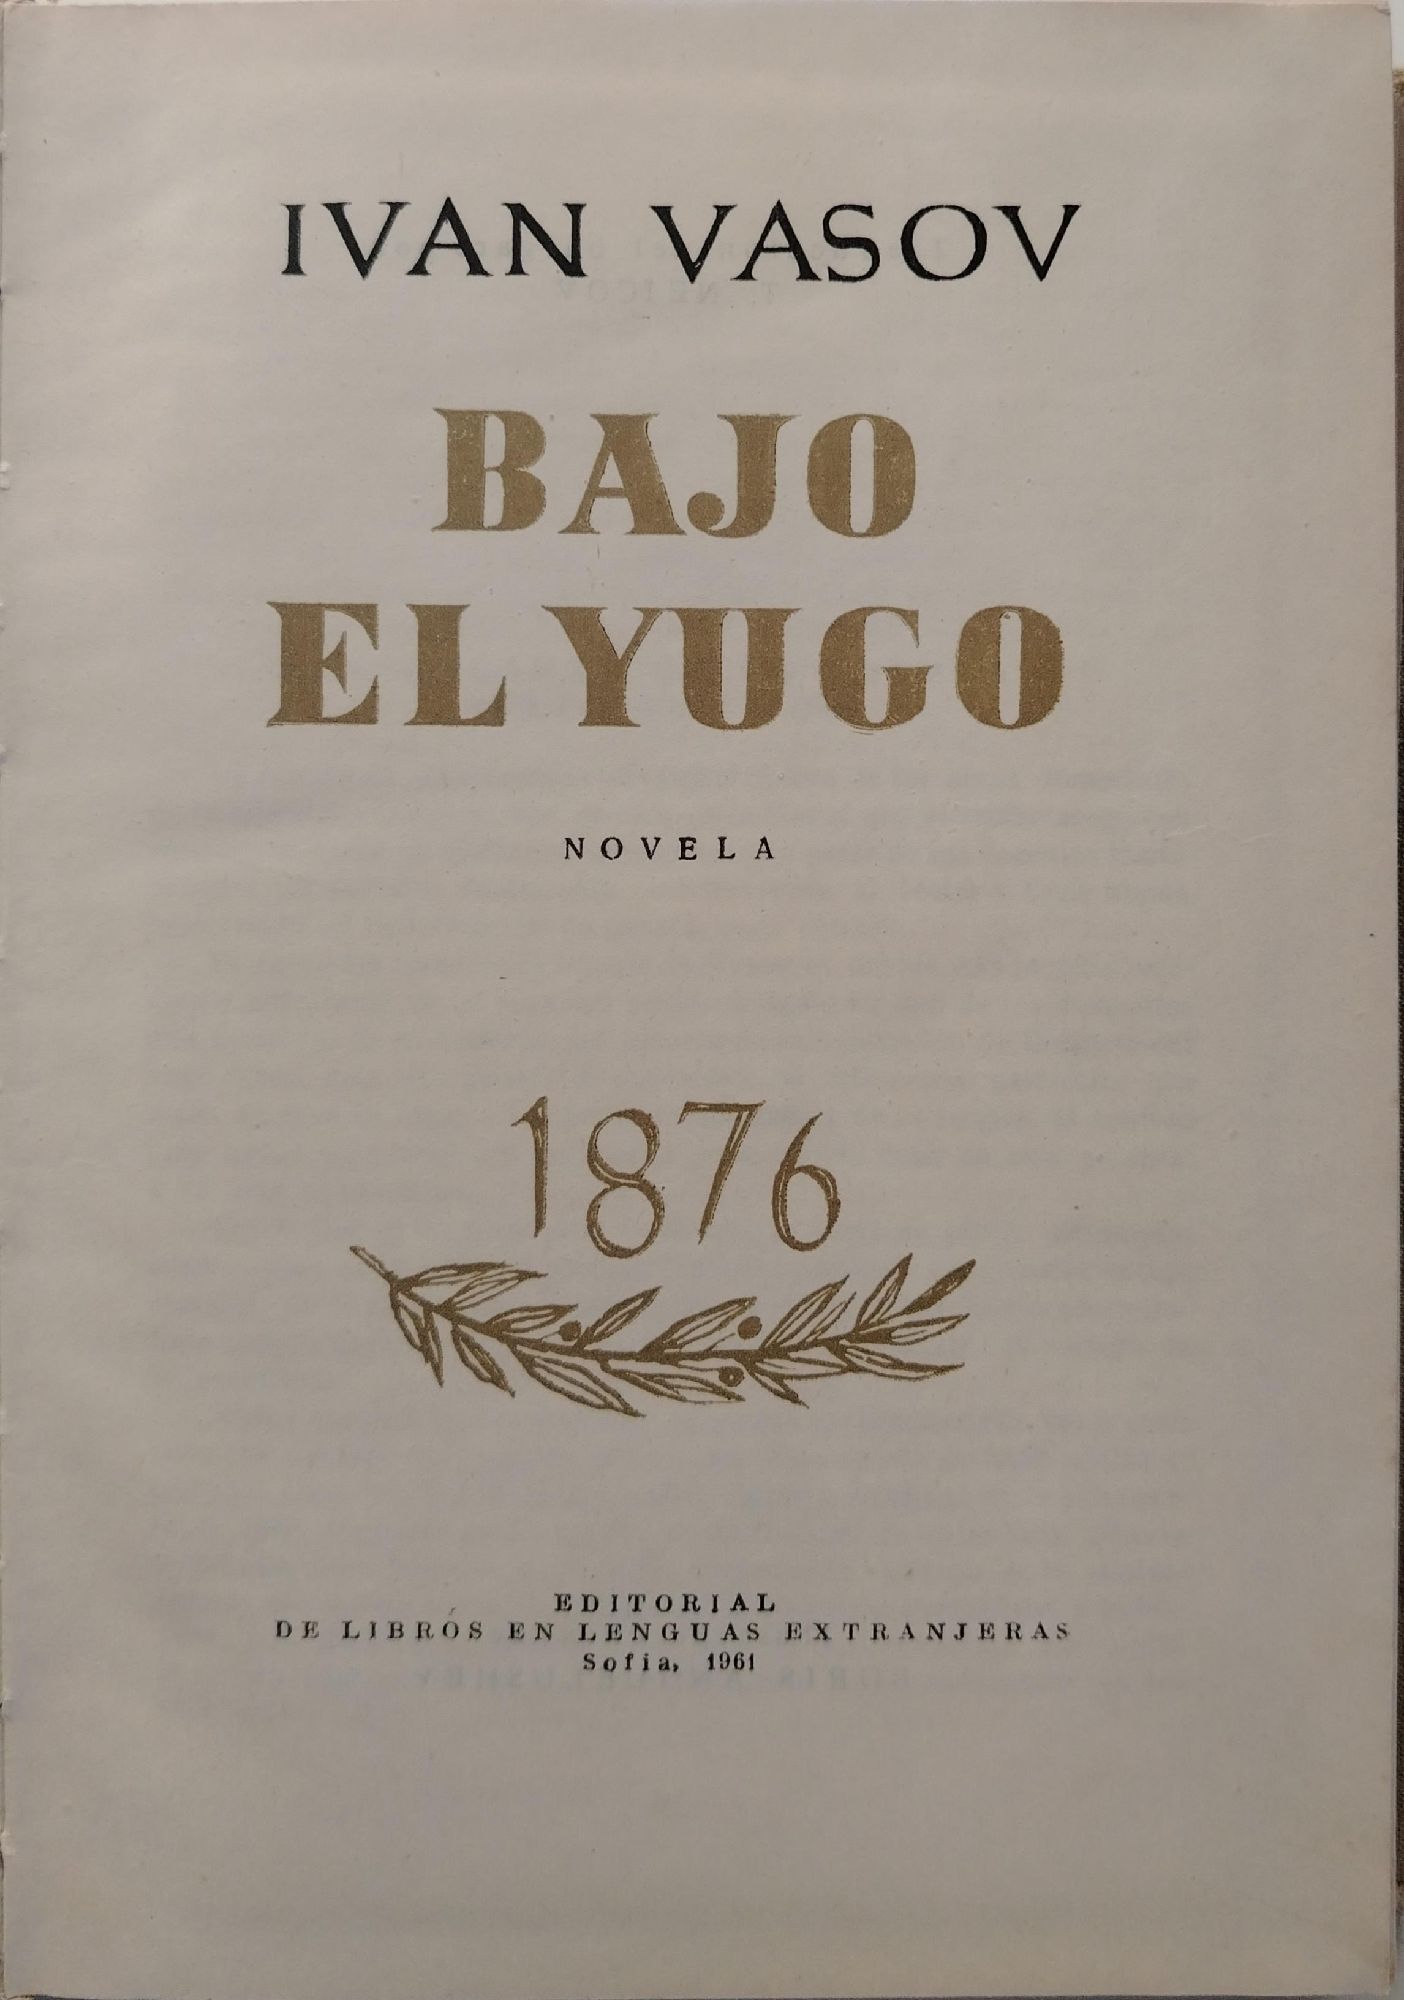 IVAN VASOV
BAJO
EL YUGO
NOVELA
1876
EDITORIAL
DE LIBROS EN LENGUAS EXTRANJERAS
Sofia, 1961